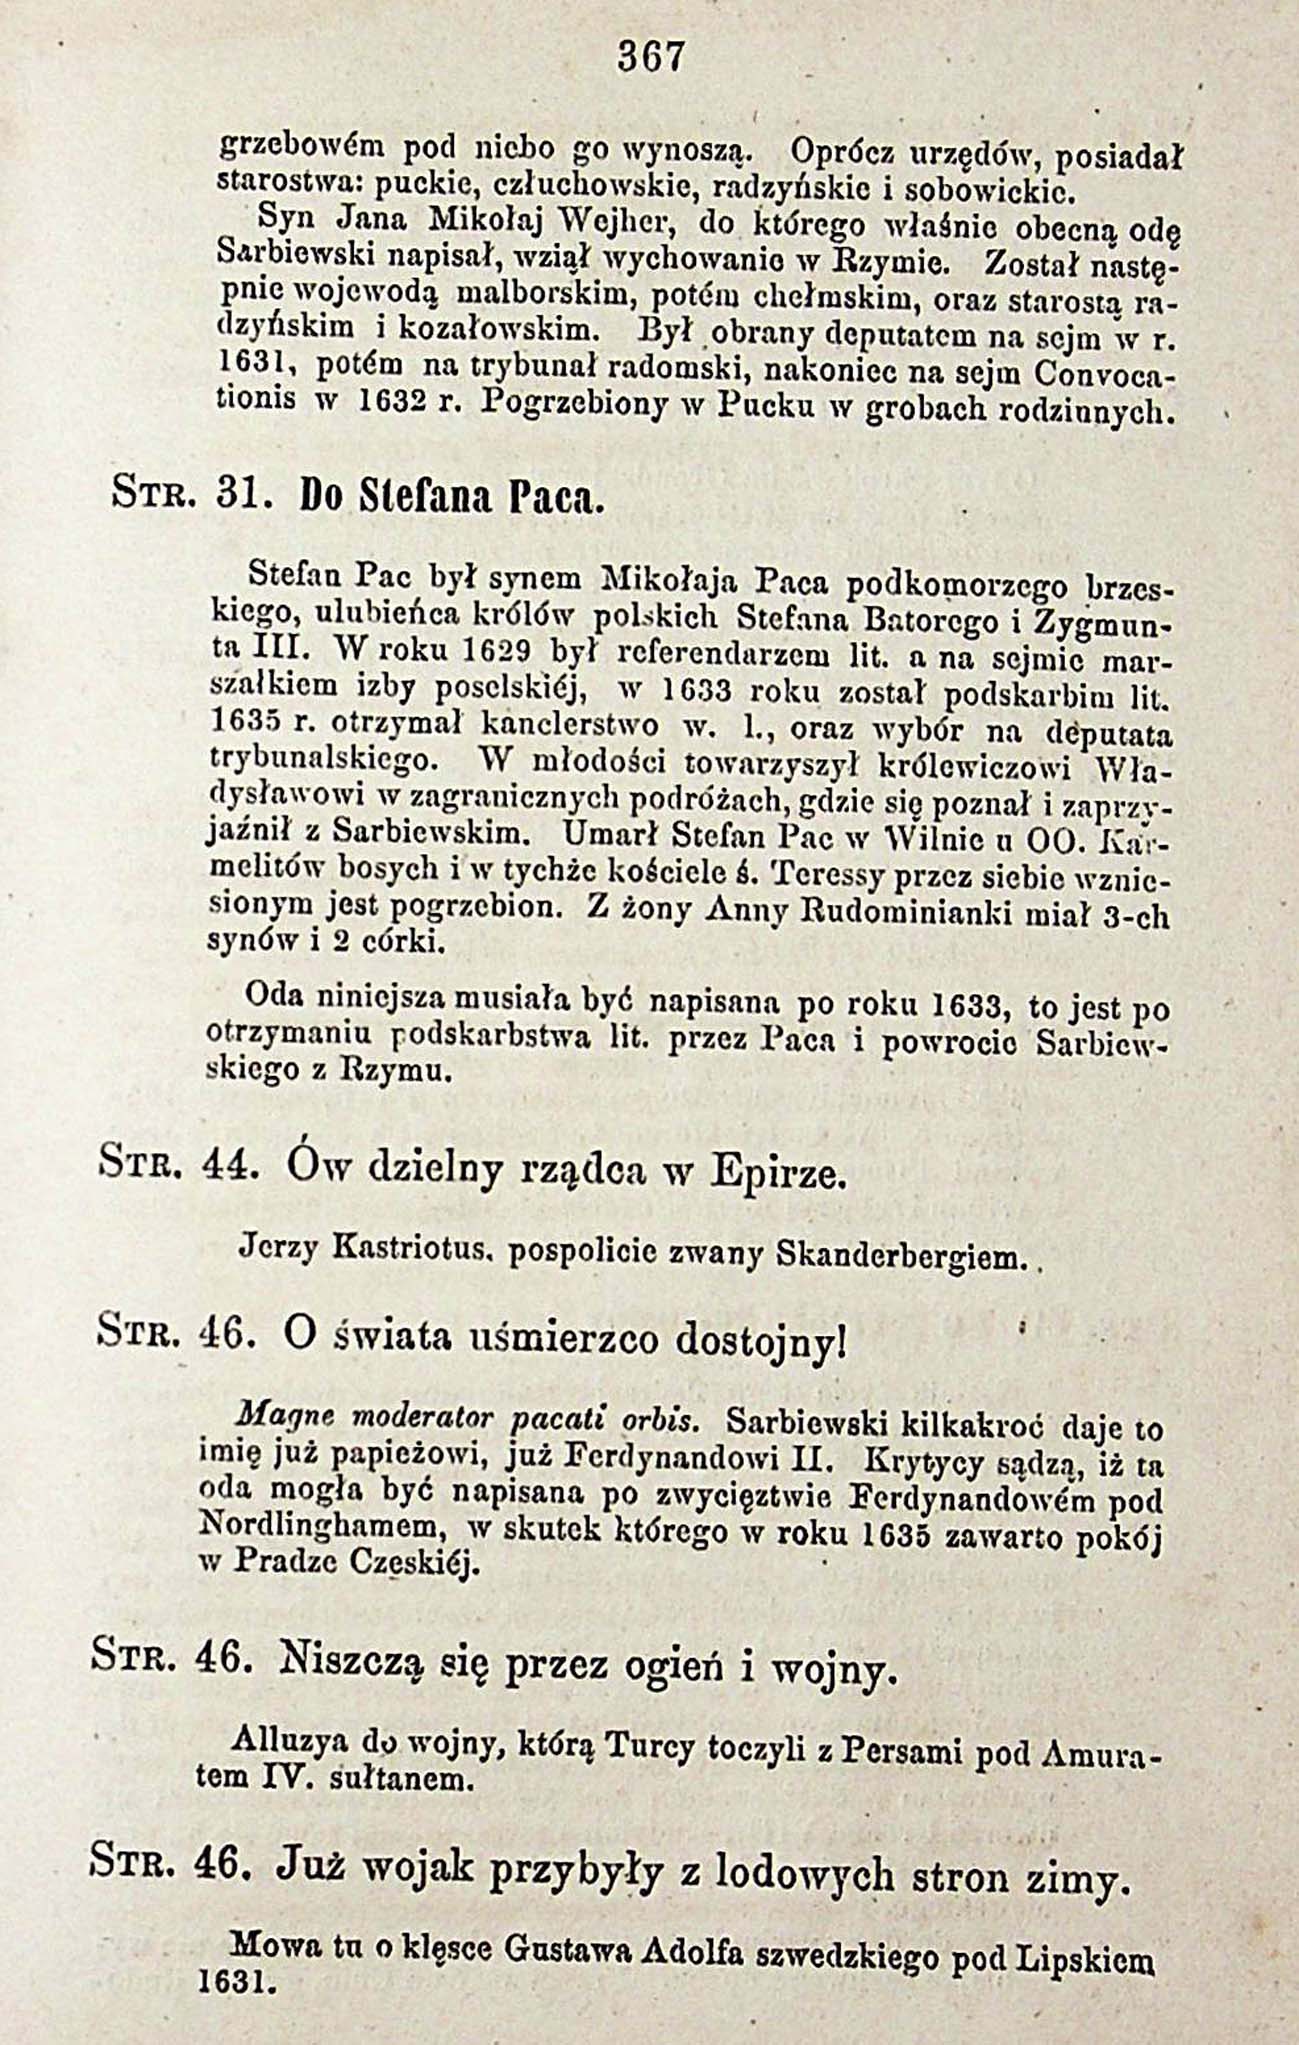 367
grzebowém pod niebo go wynoszą. Oprócz urzędów, posiadał
starostwa: puckie, człuchowskie, radzyńskie i sobowickie.
Syn Jana Mikołaj Wejher, do którego właśnie obecną odę
Sarbiewski napisał, wziął wychowanie w Rzymie. Został nastę-
pnie wojewodą malborskim, potém chełmskim, oraz starostą ra-
dzyńskim i kozałowskim. Był obrany deputatem na sejm w r.
1631, potém na trybunał radomski, nakoniec na sejm Convoca-
tionis w 1632 r. Pogrzebiony w Pucku w grobach rodzinnych.
STR. 31. Do Stefana Paca.
Stefan Pac był synem Mikołaja Paca podkomorzego brzes-
kiego, ulubieńca królów polskich Stefana Batorego i Zygmun-
ta III. W roku 1629 był referendarzem lit. a na sejmie mar-
szałkiem izby poselskiéj, w 1633 roku został podskarbim lit.
1635 r. otrzymał kanclerstwo w. l., oraz wybór na deputata
trybunalskiego. W młodości towarzyszył królewiczowi Wła-
dysławowi w zagranicznych podróżach, gdzie się poznał i zaprzy-
jaźnił z Sarbiewskim. Umarł Stefan Pac w Wilnie u OO. Kar-
melitów bosych i w tychże kościele ś. Teressy przez siebie wznie-
sionym jest pogrzebion. Z żony Anny Rudominianki miał 3-ch
synów i 2 córki.
Oda niniejsza musiała być napisana po roku 1633, to jest po
otrzymaniu podskarbstwa lit. przez Paca i powrocie Sarbiew-
skiego z Rzymu.
STR. 44. Ów dzielny rządca w Epirze.
Jerzy Kastriotus, pospolicie zwany Skanderbergiem.
STR. 46. O świata uśmierzco dostojny!
Magne moderator pacati orbis. Sarbiewski kilkakroć daje to
imię już papieżowi, już Ferdynandowi II. Krytycy sądzą, iż ta
oda mogła być napisana po zwycięztwie Ferdynandowém pod
Nordlinghamem, w skutek którego w roku 1635 zawarto pokój
w Pradze Czeskiéj.
STR. 46. Niszczą się przez ogień i wojny.
Alluzya do wojny, którą Turcy toczyli z Persami pod Amura-
tem IV. sułtanem.
STR. 46. Już wojak przybyły z lodowych stron zimy.
Mowa tu o klęsce Gustawa Adolfa szwedzkiego pod Lipskiem
1631.